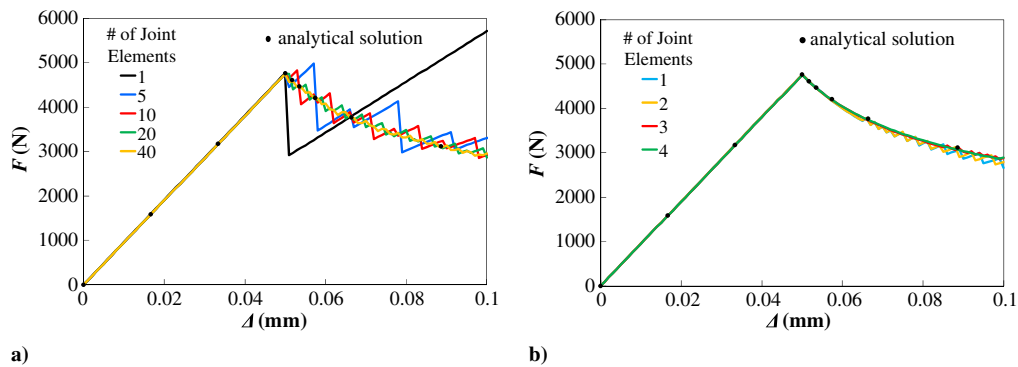 6000
5000
4000
3000
2000
1000
0
F (N)
# of Joint
Elements
1
5
10
20
40
analytical solution
0
0.02
0.04
0.06
0.08
0.1
Δ (mm)
a)
6000
5000
4000
3000
2000
1000
0
F (N)
# of Joint
Elements
1
2
3
4
analytical solution
0
0.02
0.04
0.06
0.08
0.1
Δ (mm)
b)